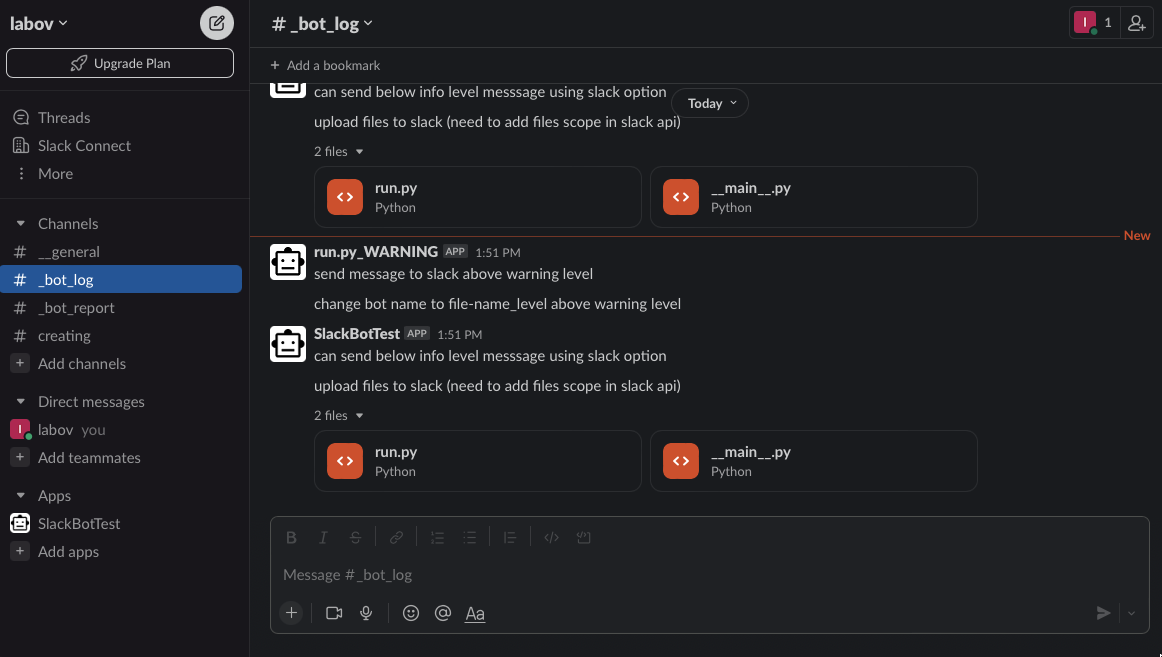 labov
Upgrade Plan
Threads
Slack Connect
More
Channels
# __general
# _bot_log
# _bot_report
# creating
+ Add channels
Direct messages
I labov you
+ Add teammates
Apps
SlackBotTest
+ Add apps
# _bot_log
I 1
+ Add a bookmark
can send below info level messsage using slack option
Today
upload files to slack (need to add files scope in slack api)
2 files
run.py
Python
__main__.py
Python
New
run.py_WARNING APP 1:51 PM
send message to slack above warning level
change bot name to file-name_level above warning level
SlackBotTest APP 1:51 PM
can send below info level messsage using slack option
upload files to slack (need to add files scope in slack api)
2 files
run.py
Python
__main__.py
Python
B I S
Message #_bot_log
+ @ Aa